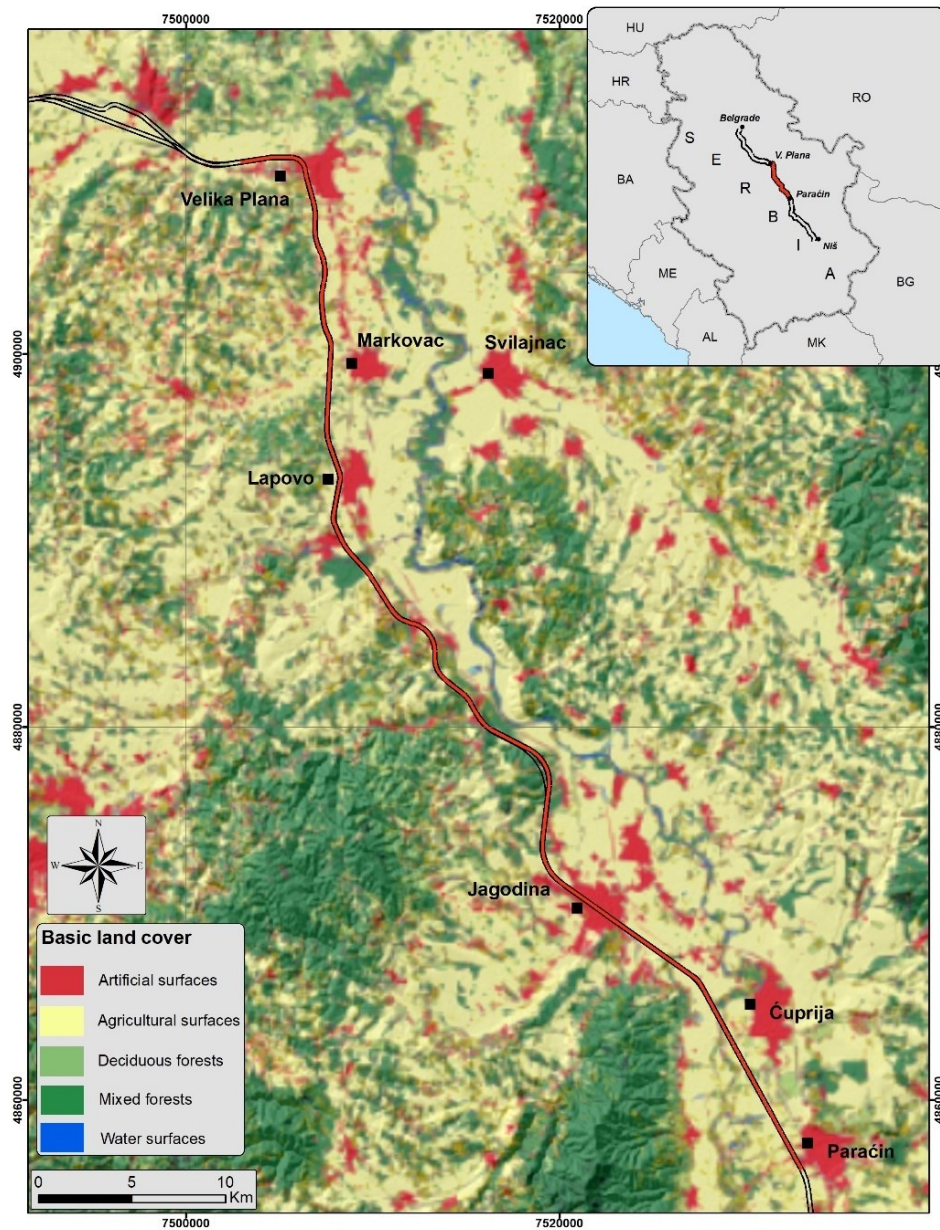 7500000
7520000
HU
HR
RO
BA
ME
AL
MK
BG
S
E
R
B
I
A
Belgrade
V. Plana
Paraćin
Niš
Velika Plana
Markovac
Svilajnac
Lapovo
4900000
4880000
4880000
Jagodina
Ćuprija
Paraćin
4860000
4860000
N
W
E
S
Basic land cover
Artificial surfaces
Agricultural surfaces
Deciduous forests
Mixed forests
Water surfaces
0 5 10
Km
7500000
7520000